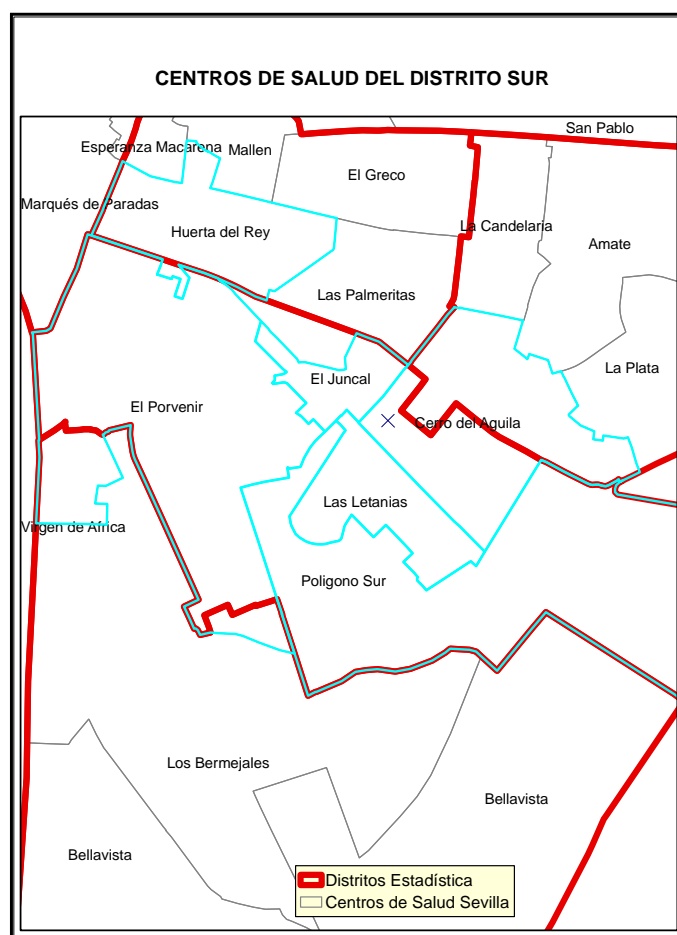 CENTROS DE SALUD DEL DISTRITO SUR
San Pablo
Esperanza Macarena
Mallen
El Greco
Marqués de Paradas
Huerta del Rey
La Candelaria
Amate
Las Palmeritas
La Plata
El Juncal
El Porvenir
Cerro del Aguila
Las Letanias
Virgen de Africa
Poligono Sur
Los Bermejales
Bellavista
Bellavista
Distritos Estadística
Centros de Salud Sevilla